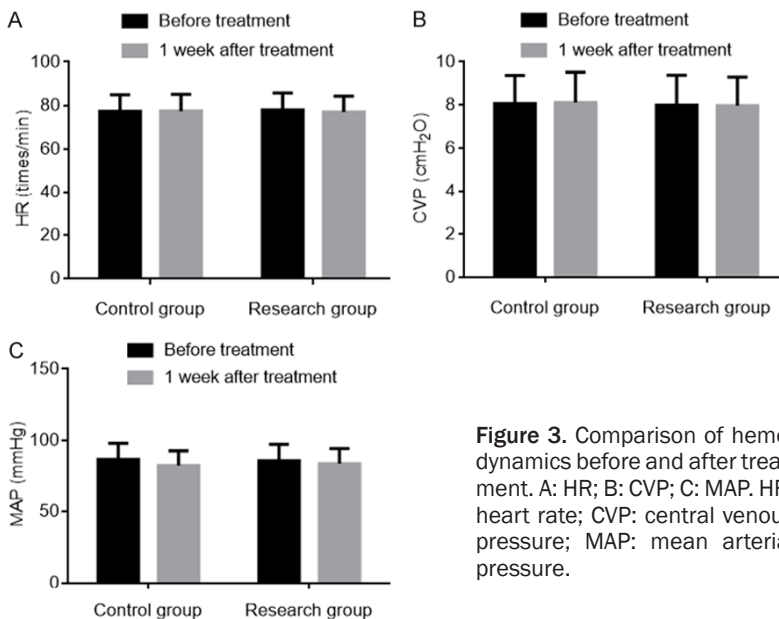 A
Before treatment
1 week after treatment
HR (times/min)
100
80
60
40
20
0
Control group Research group
B
Before treatment
1 week after treatment
CVP (cmH₂O)
10
8
6
4
2
0
Control group Research group
C
Before treatment
1 week after treatment
MAP (mmHg)
150
100
50
0
Control group Research group
Figure 3. Comparison of hemo
dynamics before and after trea
ment. A: HR; B: CVP; C: MAP. HR
heart rate; CVP: central venou
pressure; MAP: mean arteria
pressure.